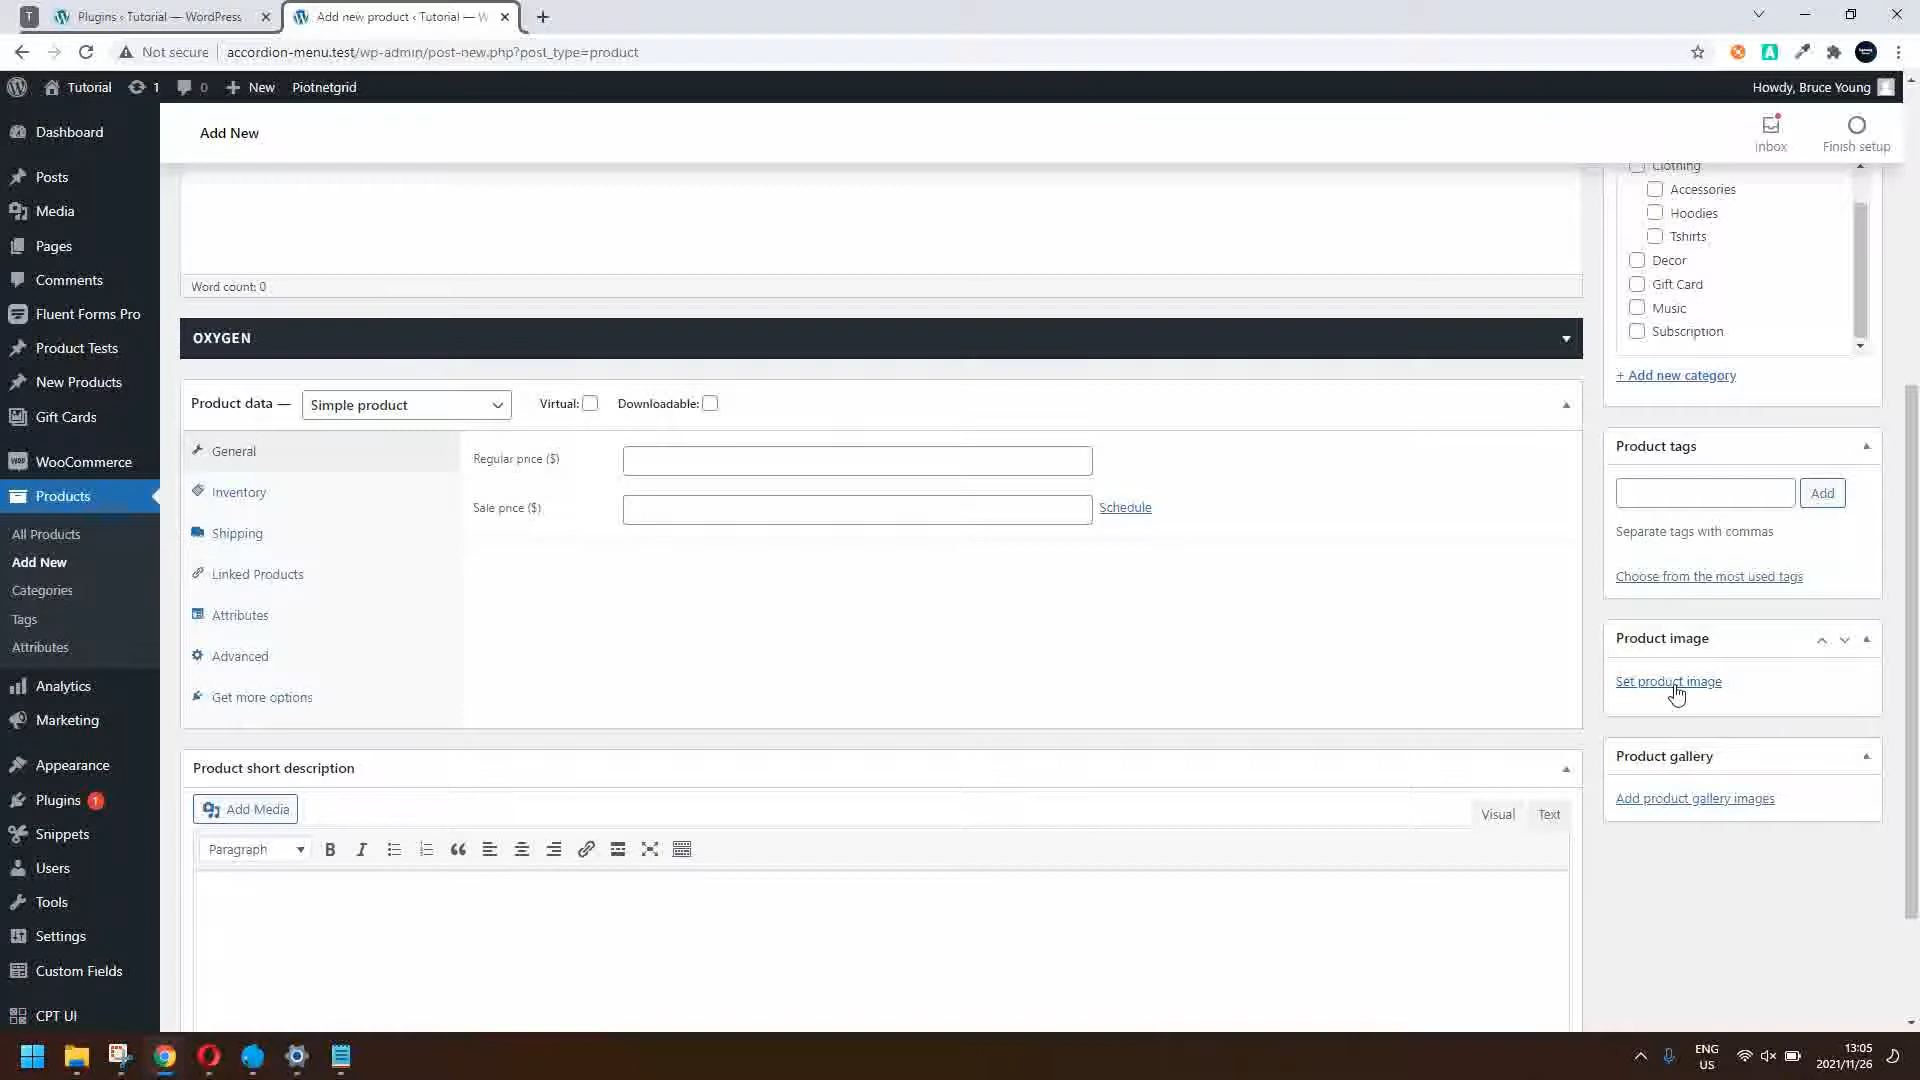 T
Plugins ‹ Tutorial — WordPress
Add new product ‹ Tutorial — W
Not secure
accordion-menu.test/wp-admin/post-new.php?post_type=product
Tutorial
1
0
New
Piotnetgrid
Howdy, Bruce Young
Add New
Inbox
Finish setup
Dashboard
Posts
Media
Pages
Comments
Fluent Forms Pro
Product Tests
New Products
Gift Cards
WooCommerce
Products
All Products
Add New
Categories
Tags
Attributes
Analytics
Marketing
Appearance
Plugins 1
Snippets
Users
Tools
Settings
Custom Fields
CPT UI
Word count: 0
OXYGEN
Product data —
Simple product
Virtual:
Downloadable:
General
Inventory
Shipping
Linked Products
Attributes
Advanced
Get more options
Regular price ($)
Sale price ($)
Schedule
Product short description
Add Media
Visual
Text
Paragraph
Clothing
Accessories
Hoodies
Tshirts
Decor
Gift Card
Music
Subscription
+ Add new category
Product tags
Add
Separate tags with commas
Choose from the most used tags
Product image
Set product image
Product gallery
Add product gallery images
ENG
US
13:05
2021/11/26